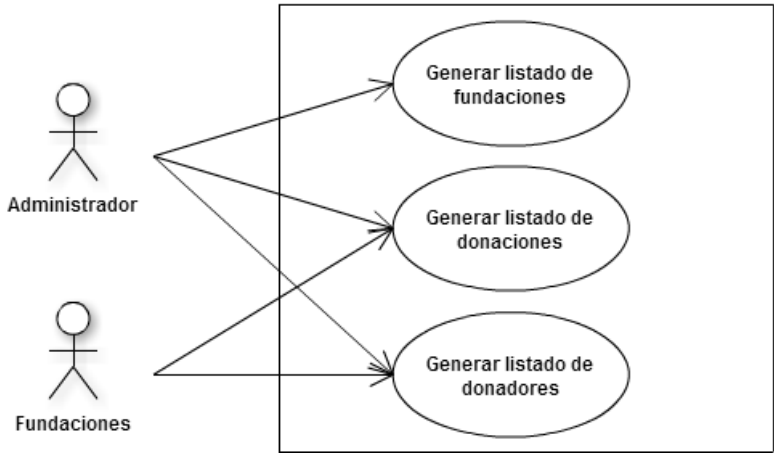 Generar listado de
fundaciones
Administrador
Generar listado de
donaciones
Generar listado de
donadores
Fundaciones